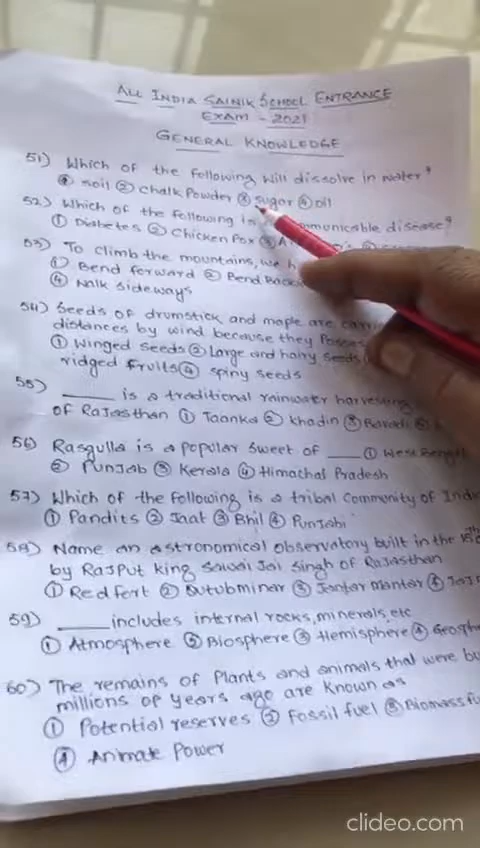 ALL INDIA SAINIK SCHOOL ENTRANCE
EXAM - 2021
GENERAL KNOWLEDGE
51) Which of the following will dissolve in water?
① Soil ② Chalk Powder ③ Sugar ④ Oil
52) Which of the following is communicable disease?
① Diabetes ② Chicken Pox ③
53) To climb the mountains, we
① Bend forward ② Bend
④ Walk Sideways
54) Seeds of drumstick and maple are
distances by wind because they
① Winged Seeds ② Large and hairy Seeds
ridged fruits ④ spiny seeds
55) ____ is a traditional rainwater harvesting
of Rajasthan ① Taanka ② Khadin ③
56) Rasgulla is a popular Sweet of ____ ① West
② Punjab ③ Kerala ④ Himachal Pradesh
57) Which of the following is a tribal Community of
① Pandits ② Jaat ③ Bhil ④ Punjabi
58) Name an astronomical observatory built in the
by Rajput king Sawai Jai Singh of Rajasthan
① Red fort ② Qutubminar ③ Jantar Mantar ④
59) ____ includes internal rocks, minerals, etc
① Atmosphere ② Biosphere ③ Hemisphere ④
60) The remains of Plants and animals that were
millions of years ago are known as
① Potential reserves ② Fossil fuel ③
④ Animate Power
clideo.com